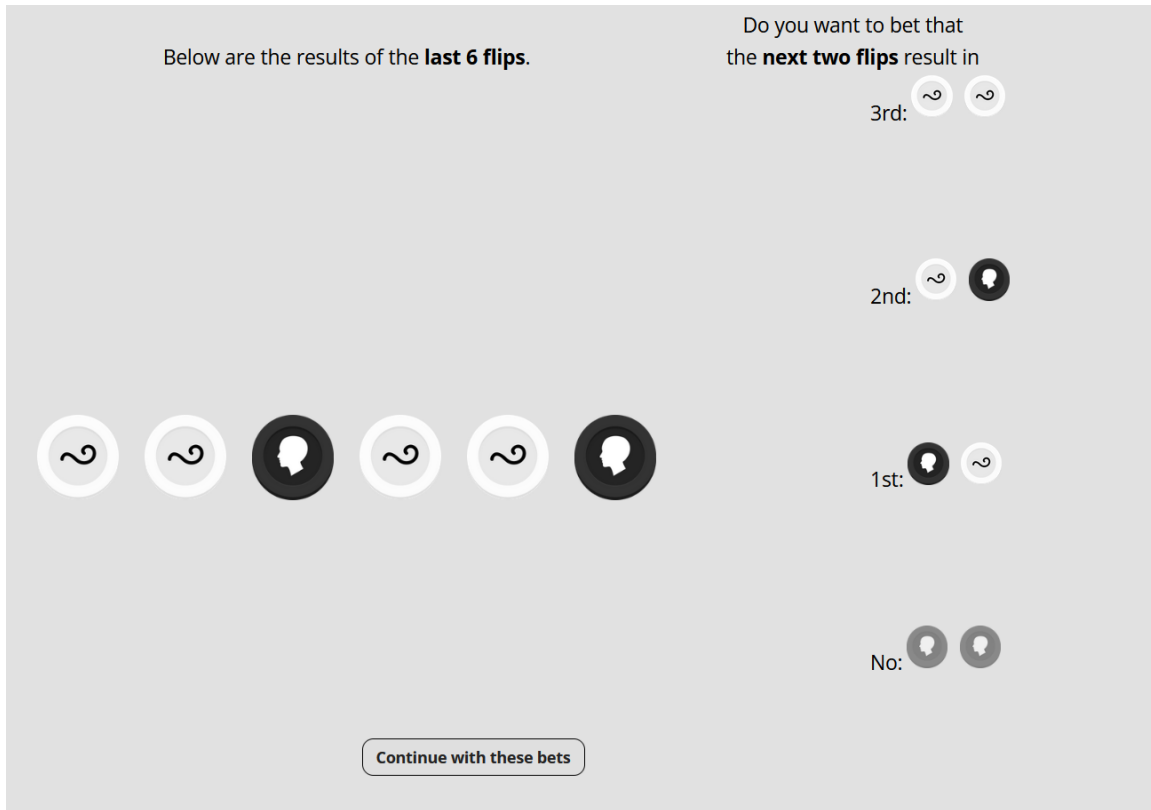 Below are the results of the last 6 flips.
Do you want to bet that
the next two flips result in
3rd:
2nd:
1st:
No:
Continue with these bets